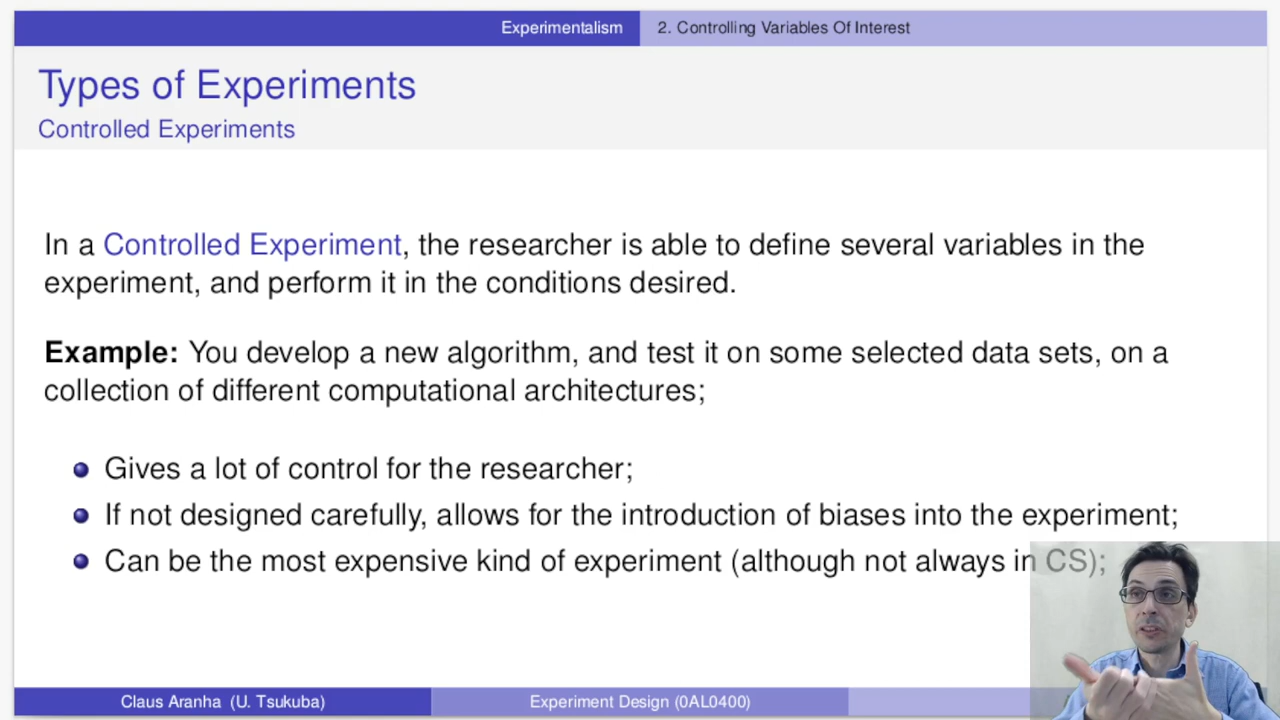 Experimentalism
2. Controlling Variables Of Interest
Types of Experiments
Controlled Experiments
In a Controlled Experiment, the researcher is able to define several variables in the
experiment, and perform it in the conditions desired.
Example: You develop a new algorithm, and test it on some selected data sets, on a
collection of different computational architectures;
Gives a lot of control for the researcher;
If not designed carefully, allows for the introduction of biases into the experiment;
Can be the most expensive kind of experiment (although not always in CS);
Claus Aranha (U. Tsukuba)
Experiment Design (0AL0400)